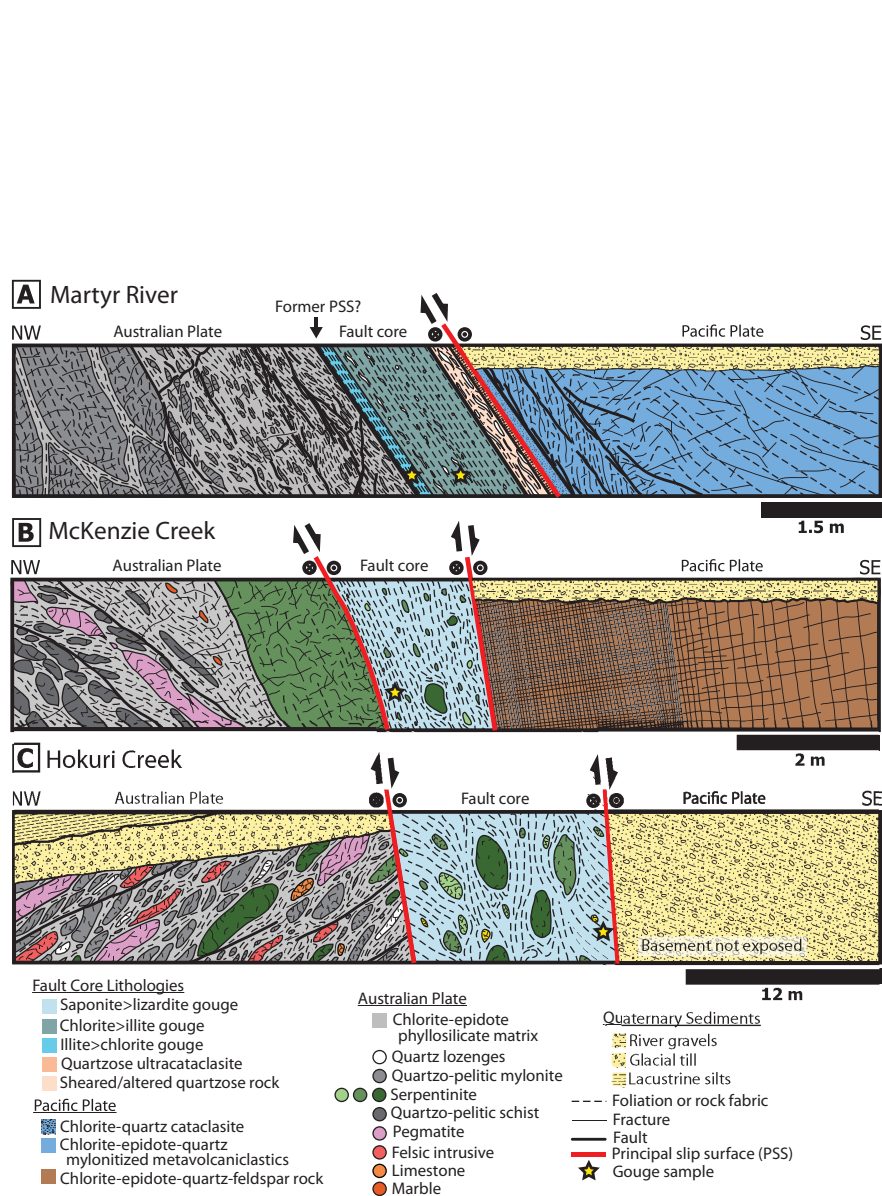 A Martyr River
Former PSS?
NW Australian Plate Fault core Pacific Plate SE
1.5 m
B McKenzie Creek
NW Australian Plate Fault core Pacific Plate SE
2 m
C Hokuri Creek
NW Australian Plate Fault core Pacific Plate SE
Basement not exposed
12 m
Fault Core Lithologies
Saponite>lizardite gouge
Chlorite>illite gouge
Illite>chlorite gouge
Quartzose ultracataclasite
Sheared/altered quartzose rock
Pacific Plate
Chlorite-quartz cataclasite
Chlorite-epidote-quartz
mylonitized metavolcaniclastics
Chlorite-epidote-quartz-feldspar rock
Australian Plate
Chlorite-epidote
phyllosilicate matrix
Quartz lozenges
Quartzo-pelitic mylonite
Serpentinite
Quartzo-pelitic schist
Pegmatite
Felsic intrusive
Limestone
Marble
Quaternary Sediments
River gravels
Glacial till
Lacustrine silts
Foliation or rock fabric
Fracture
Fault
Principal slip surface (PSS)
Gouge sample